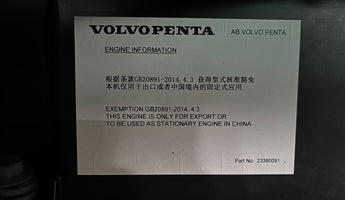 VOLVO PENTA
AB VOLVO PENTA
ENGINE INFORMATION
根据条款GB20891-2014, 4.3 获得型式核准豁免
本机仅用于出口或者中国境内的固定式应用
EXEMPTION GB20891-2014, 4.3
THIS ENGINE IS ONLY FOR EXPORT OR
TO BE USED AS STATIONARY ENGINE IN CHINA
Part No. 23380091